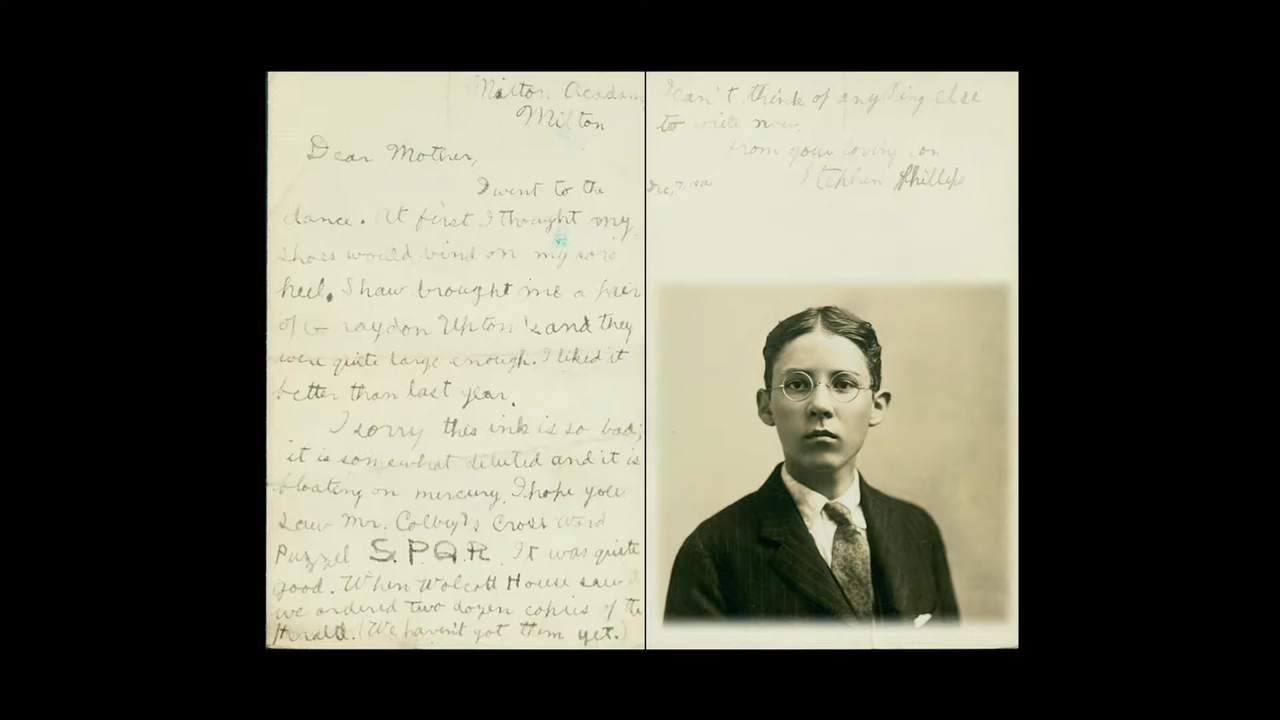 Milton Academ
Milton
Dear Mother,
I went to the
dance. At first I thought my
shoes would bind on my sore
heel. Shaw brought me a pair
of Graydon Upton's and they
were quite large enough. I liked it
better than last year.
I sorry this ink is so bad;
it is somewhat diluted and it is
floating on mercury. I hope you
saw Mr. Colby's Cross Word
Puzzel S.P.Q.R. It was quite
good. When Wolcott House saw
we ordered two dozen copies of the
Herald. (We haven't got them yet.)
I can't think of anything else
to write now.
from your loving son
Stephen Phillips